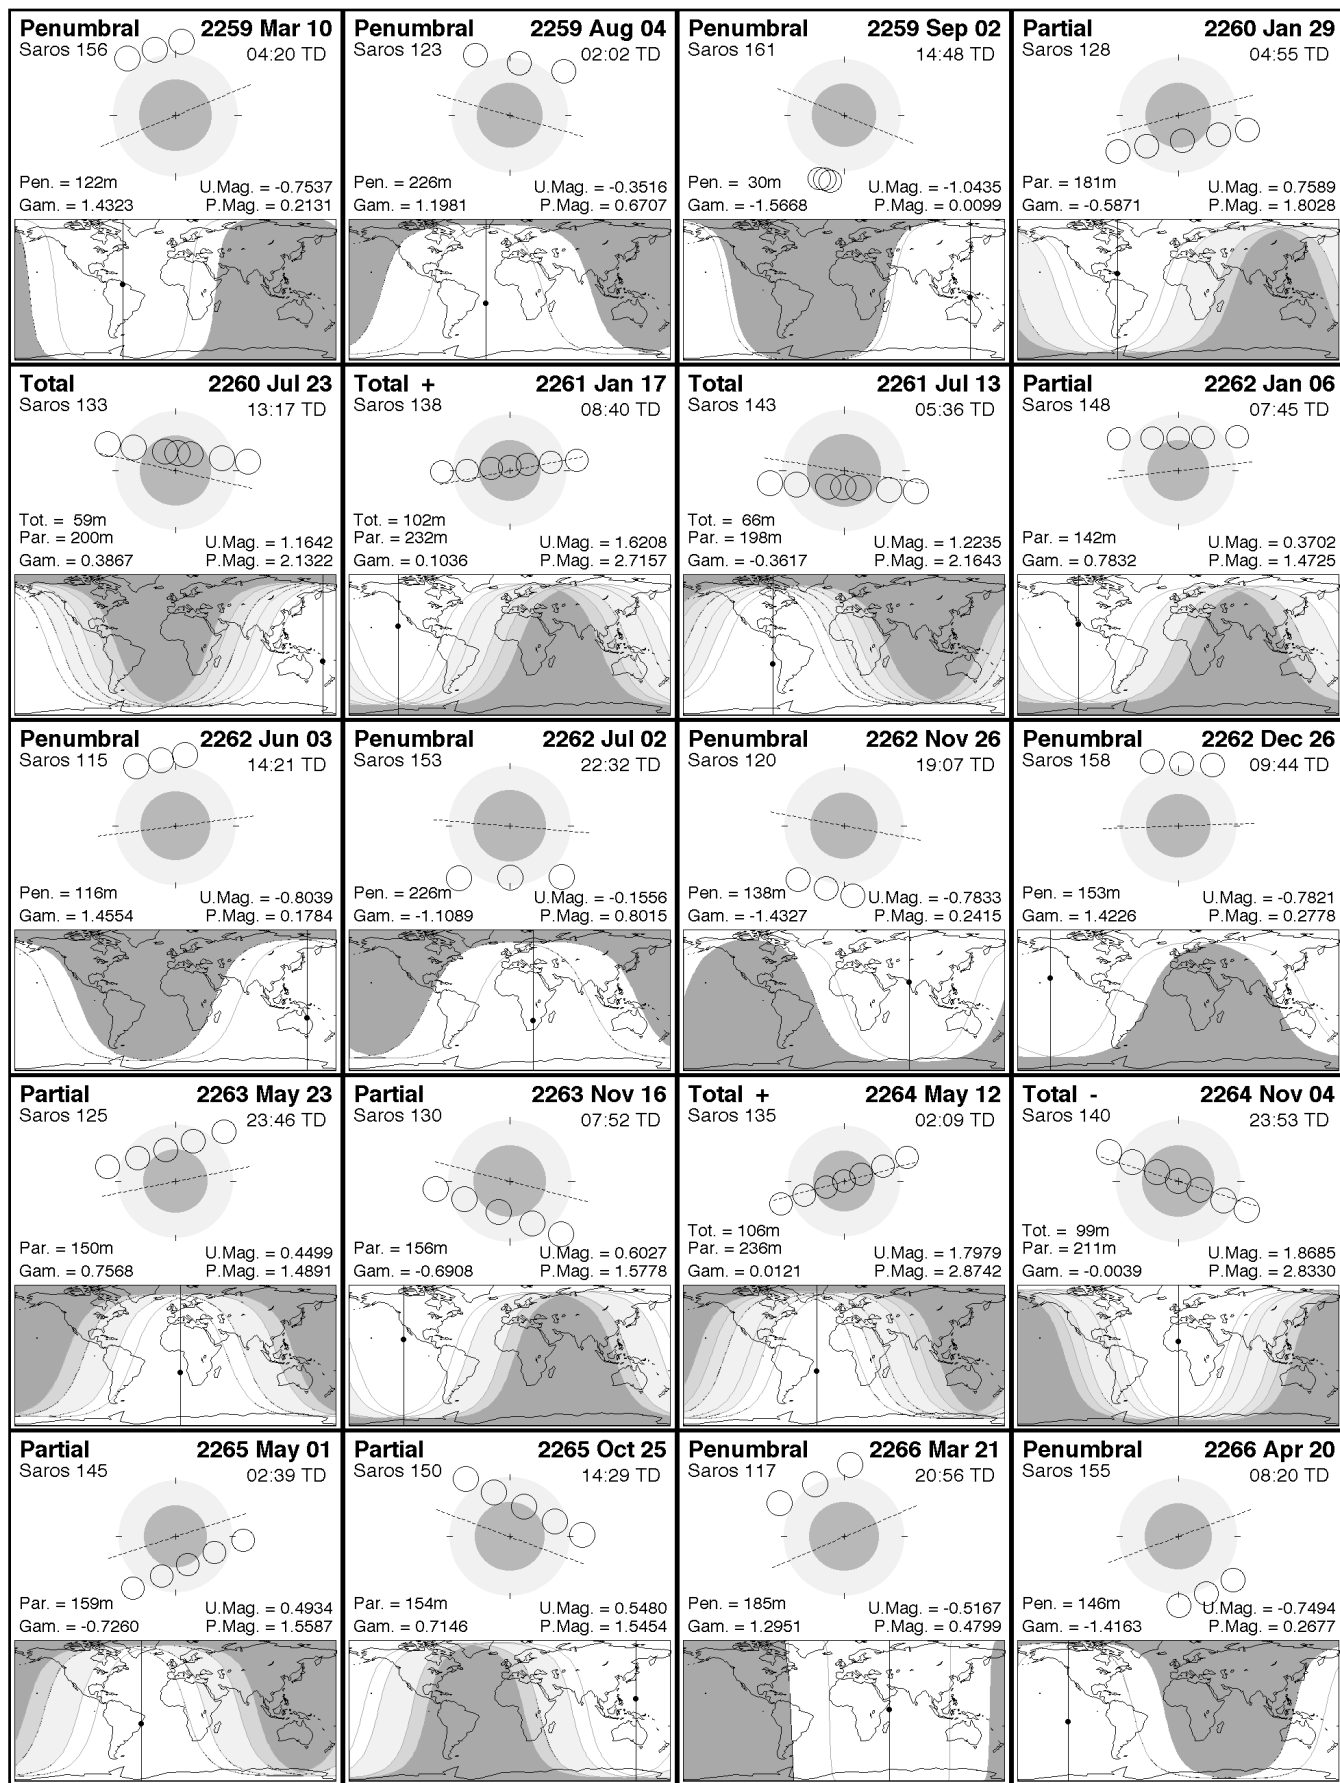 Penumbral 2259 Mar 10
Saros 156 04:20 TD
Pen. = 122m U.Mag. = -0.7537
Gam. = 1.4323 P.Mag. = 0.2131
Penumbral 2259 Aug 04
Saros 123 02:02 TD
Pen. = 226m U.Mag. = -0.3516
Gam. = 1.1981 P.Mag. = 0.6707
Penumbral 2259 Sep 02
Saros 161 14:48 TD
Pen. = 30m U.Mag. = -1.0435
Gam. = -1.5668 P.Mag. = 0.0099
Partial 2260 Jan 29
Saros 128 04:55 TD
Par. = 181m U.Mag. = 0.7589
Gam. = -0.5871 P.Mag. = 1.8028
Total 2260 Jul 23
Saros 133 13:17 TD
Tot. = 59m
Par. = 200m U.Mag. = 1.1642
Gam. = 0.3867 P.Mag. = 2.1322
Total + 2261 Jan 17
Saros 138 08:40 TD
Tot. = 102m
Par. = 232m U.Mag. = 1.6208
Gam. = 0.1036 P.Mag. = 2.7157
Total 2261 Jul 13
Saros 143 05:36 TD
Tot. = 66m
Par. = 198m U.Mag. = 1.2235
Gam. = -0.3617 P.Mag. = 2.1643
Partial 2262 Jan 06
Saros 148 07:45 TD
Par. = 142m U.Mag. = 0.3702
Gam. = 0.7832 P.Mag. = 1.4725
Penumbral 2262 Jun 03
Saros 115 14:21 TD
Pen. = 116m U.Mag. = -0.8039
Gam. = 1.4554 P.Mag. = 0.1784
Penumbral 2262 Jul 02
Saros 153 22:32 TD
Pen. = 226m U.Mag. = -0.1556
Gam. = -1.1089 P.Mag. = 0.8015
Penumbral 2262 Nov 26
Saros 120 19:07 TD
Pen. = 138m U.Mag. = -0.7833
Gam. = -1.4327 P.Mag. = 0.2415
Penumbral 2262 Dec 26
Saros 158 09:44 TD
Pen. = 153m U.Mag. = -0.7821
Gam. = 1.4226 P.Mag. = 0.2778
Partial 2263 May 23
Saros 125 23:46 TD
Par. = 150m U.Mag. = 0.4499
Gam. = 0.7568 P.Mag. = 1.4891
Partial 2263 Nov 16
Saros 130 07:52 TD
Par. = 156m U.Mag. = 0.6027
Gam. = -0.6908 P.Mag. = 1.5778
Total + 2264 May 12
Saros 135 02:09 TD
Tot. = 106m
Par. = 236m U.Mag. = 1.7979
Gam. = 0.0121 P.Mag. = 2.8742
Total - 2264 Nov 04
Saros 140 23:53 TD
Tot. = 99m
Par. = 211m U.Mag. = 1.8685
Gam. = -0.0039 P.Mag. = 2.8330
Partial 2265 May 01
Saros 145 02:39 TD
Par. = 159m U.Mag. = 0.4934
Gam. = -0.7260 P.Mag. = 1.5587
Partial 2265 Oct 25
Saros 150 14:29 TD
Par. = 154m U.Mag. = 0.5480
Gam. = 0.7146 P.Mag. = 1.5454
Penumbral 2266 Mar 21
Saros 117 20:56 TD
Pen. = 185m U.Mag. = -0.5167
Gam. = 1.2951 P.Mag. = 0.4799
Penumbral 2266 Apr 20
Saros 155 08:20 TD
Pen. = 146m U.Mag. = -0.7494
Gam. = -1.4163 P.Mag. = 0.2677